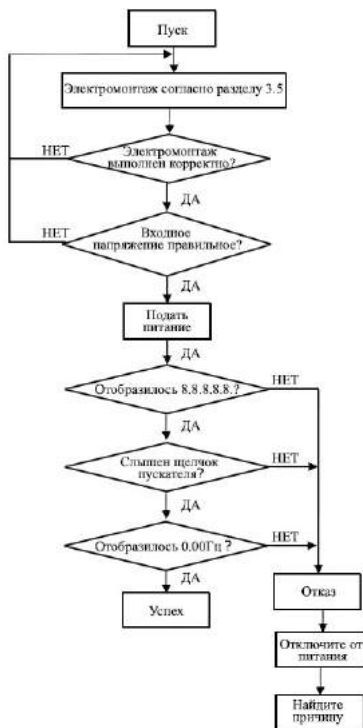 Пуск
Электромонтаж согласно разделу 3.5
НЕТ
Электромонтаж
выполнен корректно?
ДА
НЕТ
Входное
напряжение правильное?
ДА
Подать
питание
ДА
Отобразилось 8.8.8.8.8.?
НЕТ
ДА
Слышен щелчок
пускателя?
НЕТ
ДА
Отобразилось 0.00Гц ?
НЕТ
ДА
Успех
Отказ
Отключите от
питания
Найдите
причину